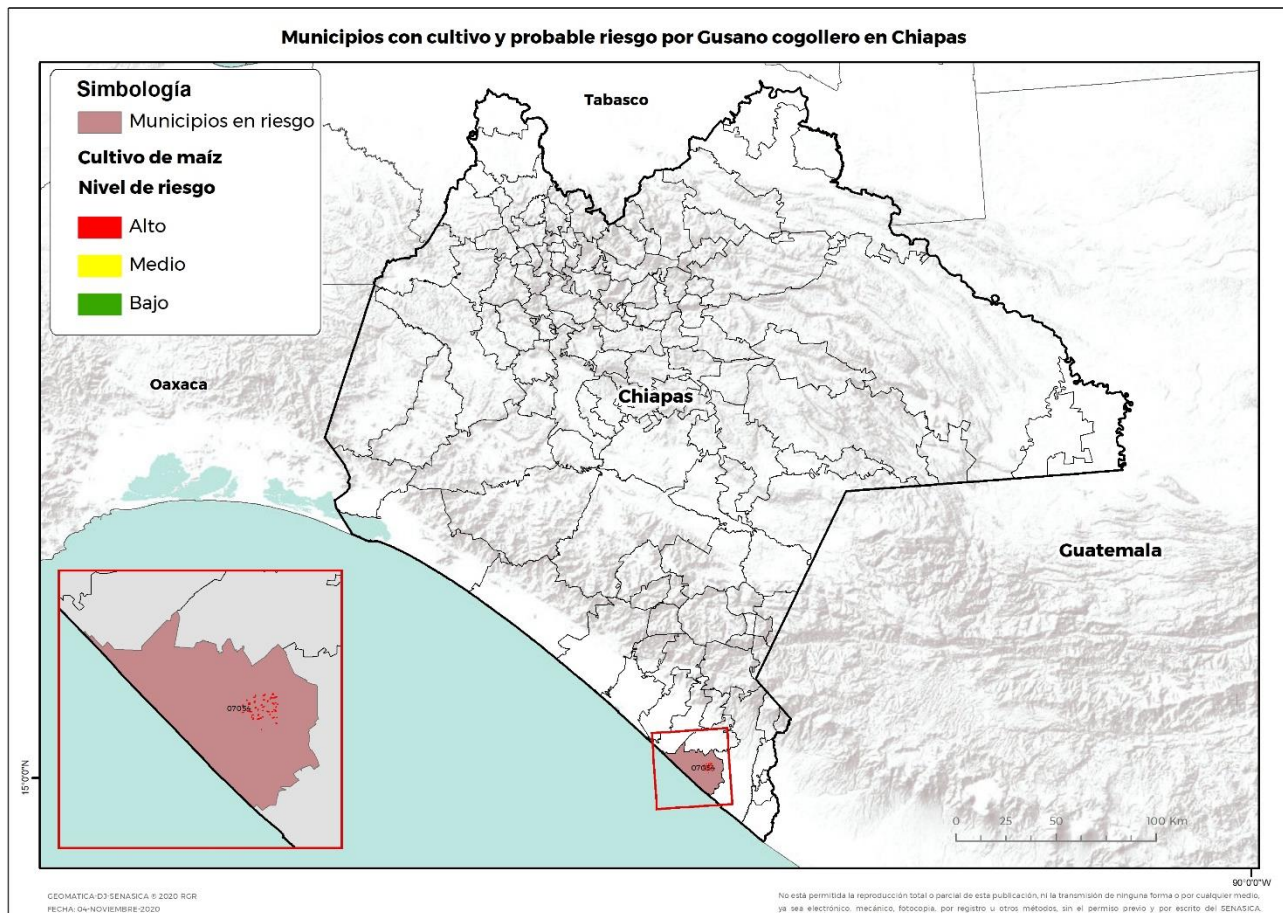 Municipios con cultivo y probable riesgo por Gusano cogollero en Chiapas
Simbología
Municipios en riesgo
Cultivo de maíz
Nivel de riesgo
Alto
Medio
Bajo
Tabasco
Oaxaca
Chiapas
Guatemala
07054
07054
15°0'0"N
0 25 50 100 Km
90°0'0"W
GEOMATICA-DJ-SENASICA © 2020 RGR
FECHA: 04-NOVIEMBRE-2020
No está permitida la reproducción total o parcial de esta publicación, ni la transmisión de ninguna forma o por cualquier medio,
ya sea electrónico, mecánico, fotocopia, por registro u otros métodos, sin el permiso previo y por escrito del SENASICA.